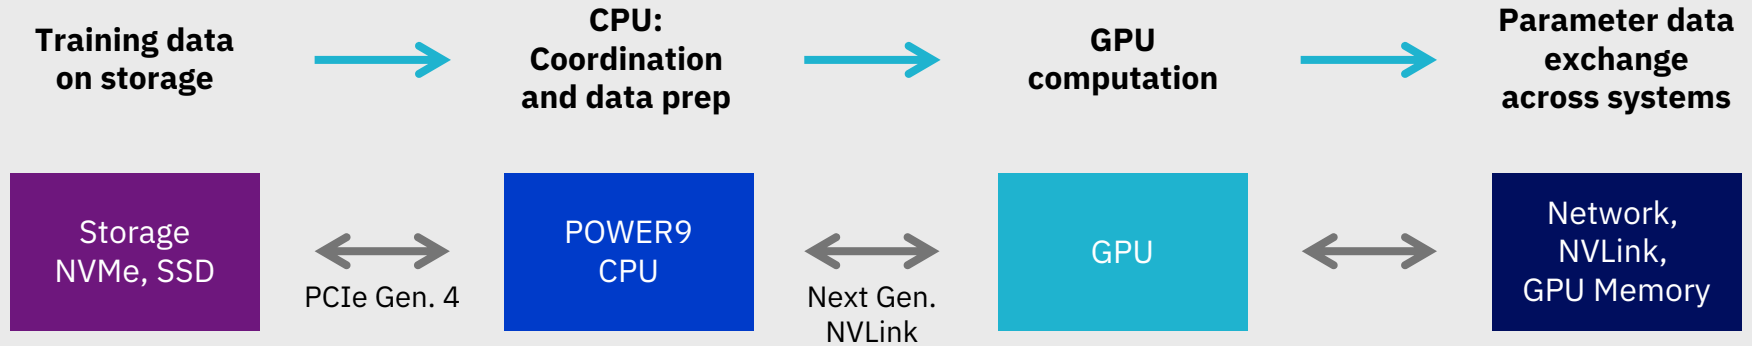 Training data
on storage
CPU:
Coordination
and data prep
GPU
computation
Parameter data
exchange
across systems
Storage
NVMe, SSD
PCIe Gen. 4
POWER9
CPU
Next Gen.
NVLink
GPU
Network,
NVLink,
GPU Memory